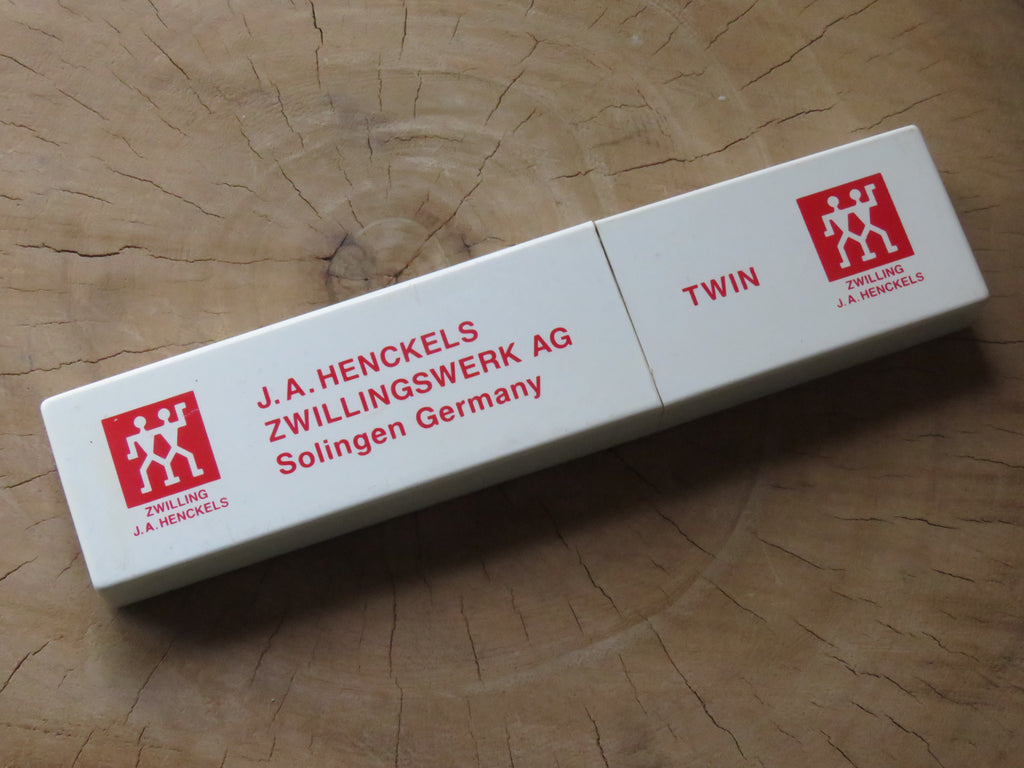 J.A.HENCKELS
ZWILLINGSWERK AG
Solingen Germany
ZWILLING
J.A.HENCKELS
TWIN
ZWILLING
J.A.HENCKELS